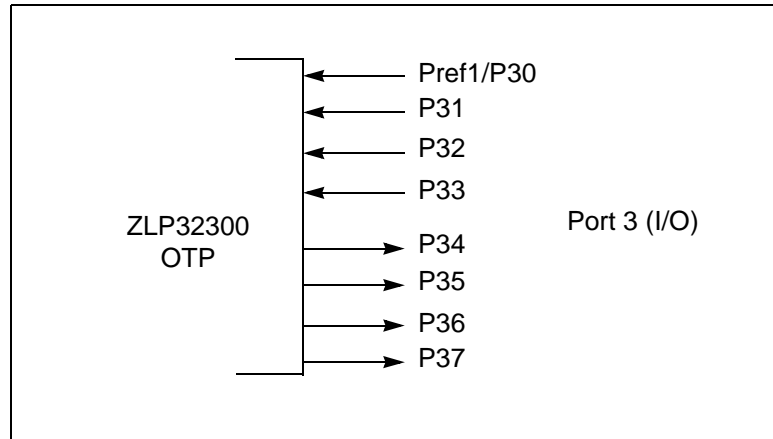 Pref1/P30
P31
P32
P33
ZLP32300
OTP
Port 3 (I/O)
P34
P35
P36
P37